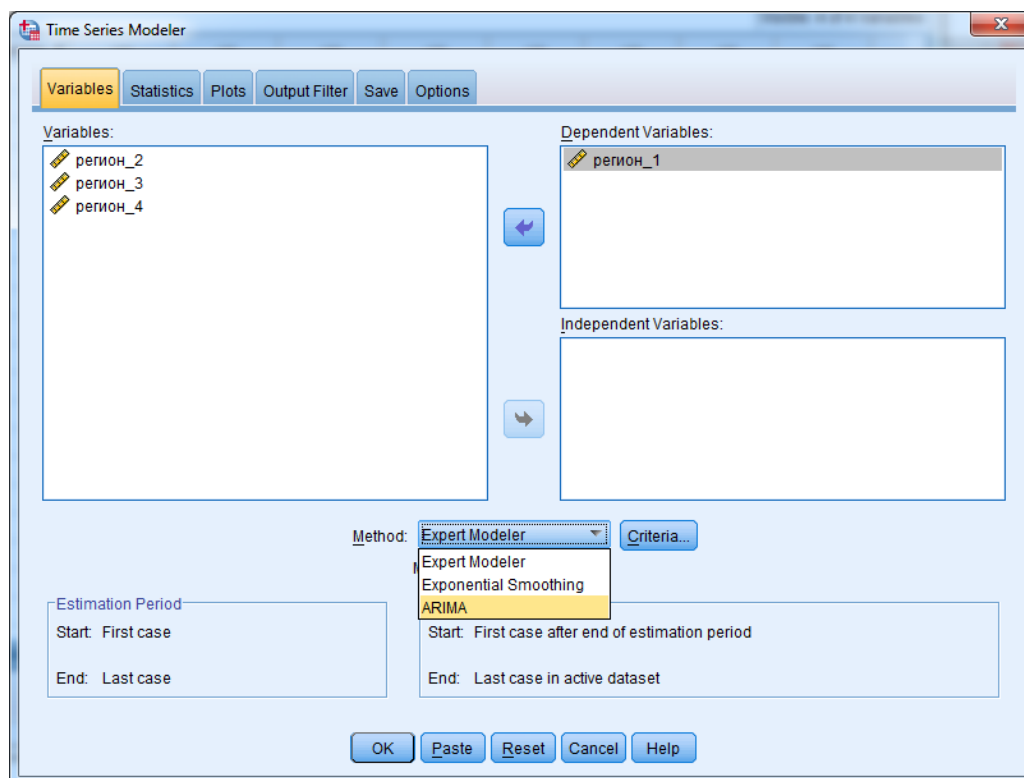 Time Series Modeler
Variables Statistics Plots Output Filter Save Options
Variables:
регион_2
регион_3
регион_4
Dependent Variables:
регион_1
Independent Variables:
Method: Expert Modeler Criteria...
Expert Modeler
Exponential Smoothing
ARIMA
Estimation Period
Start: First case
End: Last case
Start: First case after end of estimation period
End: Last case in active dataset
OK Paste Reset Cancel Help